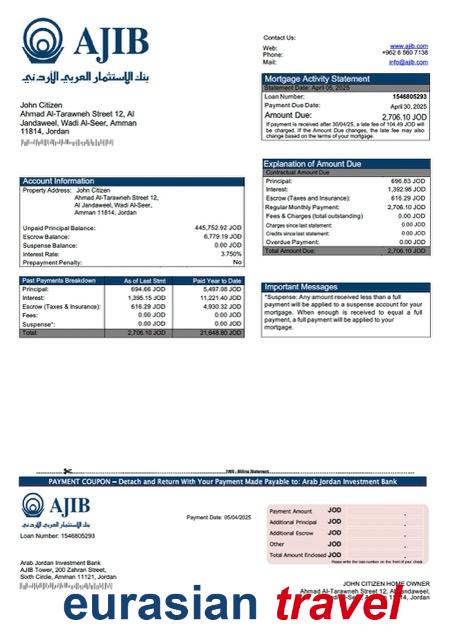 AJIB
بنك الإستثمار العربي الأردني
Contact Us:
Web: www.ajib.com
Phone: +962 6 560 7138
Mail: info@ajib.com
John Citizen
Ahmad Al-Tarawneh Street 12, Al
Jandaweel, Wadi Al-Seer, Amman
11814, Jordan
Mortgage Activity Statement
Statement Date: April 05, 2025
Loan Number: 1546805293
Payment Due Date: April 30, 2025
Amount Due: 2,706.10 JOD
If payment is received after 30/04/25, a late fee of 104.49 JOD will
be charged. If the Amount Due changes, the late fee may also
change based on the terms of your mortgage.
Explanation of Amount Due
Contractual Amount Due
Principal: 696.83 JOD
Interest: 1,392.98 JOD
Escrow (Taxes and Insurance): 616.29 JOD
Regular Monthly Payment: 2,706.10 JOD
Fees & Charges (total outstanding) 0.00 JOD
Charges since last statement: 0.00 JOD
Credits since last statement: 0.00 JOD
Overdue Payment: 0.00 JOD
Total Amount Due: 2,706.10 JOD
Account Information
Property Address: John Citizen
Ahmad Al-Tarawneh Street 12,
Al Jandaweel, Wadi Al-Seer,
Amman 11814, Jordan
Unpaid Principal Balance: 445,752.92 JOD
Escrow Balance: 6,779.19 JOD
Suspense Balance: 0.00 JOD
Interest Rate: 3.750%
Prepayment Penalty: No
Past Payments Breakdown As of Last Stmt Paid Year to Date
Principal: 694.66 JOD 5,497.08 JOD
Interest: 1,395.15 JOD 11,221.40 JOD
Escrow (Taxes & Insurance): 616.29 JOD 4,930.32 JOD
Fees: 0.00 JOD 0.00 JOD
Suspense*: 0.00 JOD 0.00 JOD
Total: 2,706.10 JOD 21,648.80 JOD
Important Messages
*Suspense: Any amount received less than a full
payment will be applied to a suspense account for your
mortgage. When enough is received to equal a full
payment, a full payment will be applied to your
mortgage.
Billing Statement
PAYMENT COUPON – Detach and Return With Your Payment Made Payable to: Arab Jordan Investment Bank
AJIB
بنك الإستثمار العربي الأردني
Loan Number: 1546805293
Payment Date: 05/04/2025
Payment Amount JOD .
Additional Principal JOD .
Additional Escrow JOD .
Other JOD .
Total Amount Enclosed JOD .
Please write the loan number on the front of your check.
Arab Jordan Investment Bank
AJIB Tower, 200 Zahran Street,
Sixth Circle, Amman 11121, Jordan
JOHN CITIZEN HOME OWNER
Ahmad Al-Tarawneh Street 12, Al Jandaweel,
Jordan
eurasian travel